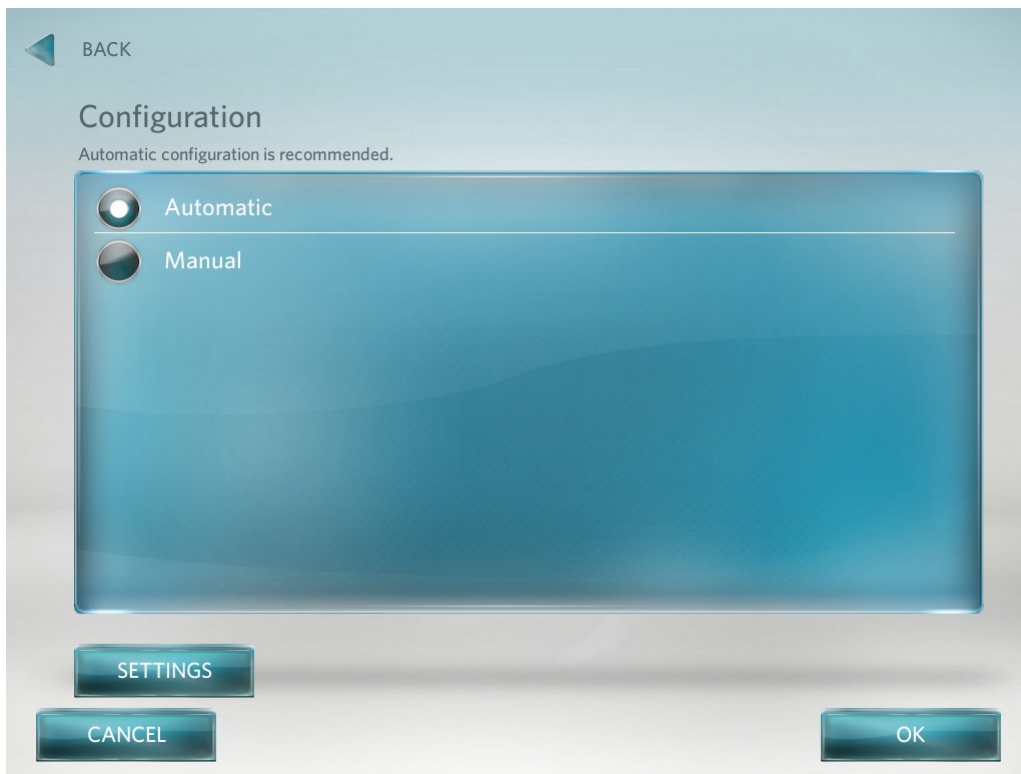 BACK
Configuration
Automatic configuration is recommended.
Automatic
Manual
SETTINGS
CANCEL
OK